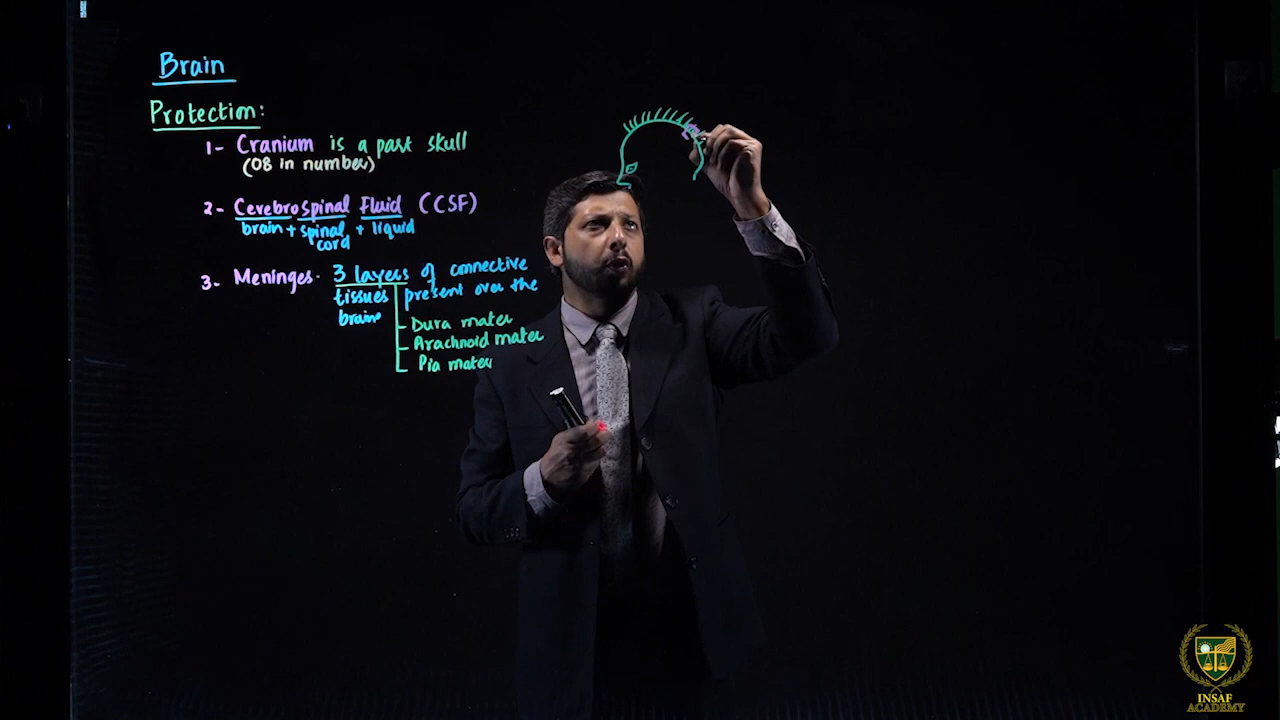 Brain
Protection:
1- Cranium is a part skull
(08 in number)
2- Cerebrospinal Fluid (CSF)
brain + spinal + liquid
cord
3- Meninges. 3 layers of connective
tissues present over the
brain.
Dura mater
Arachnoid mater
Pia mater
INSAF
ACADEMY